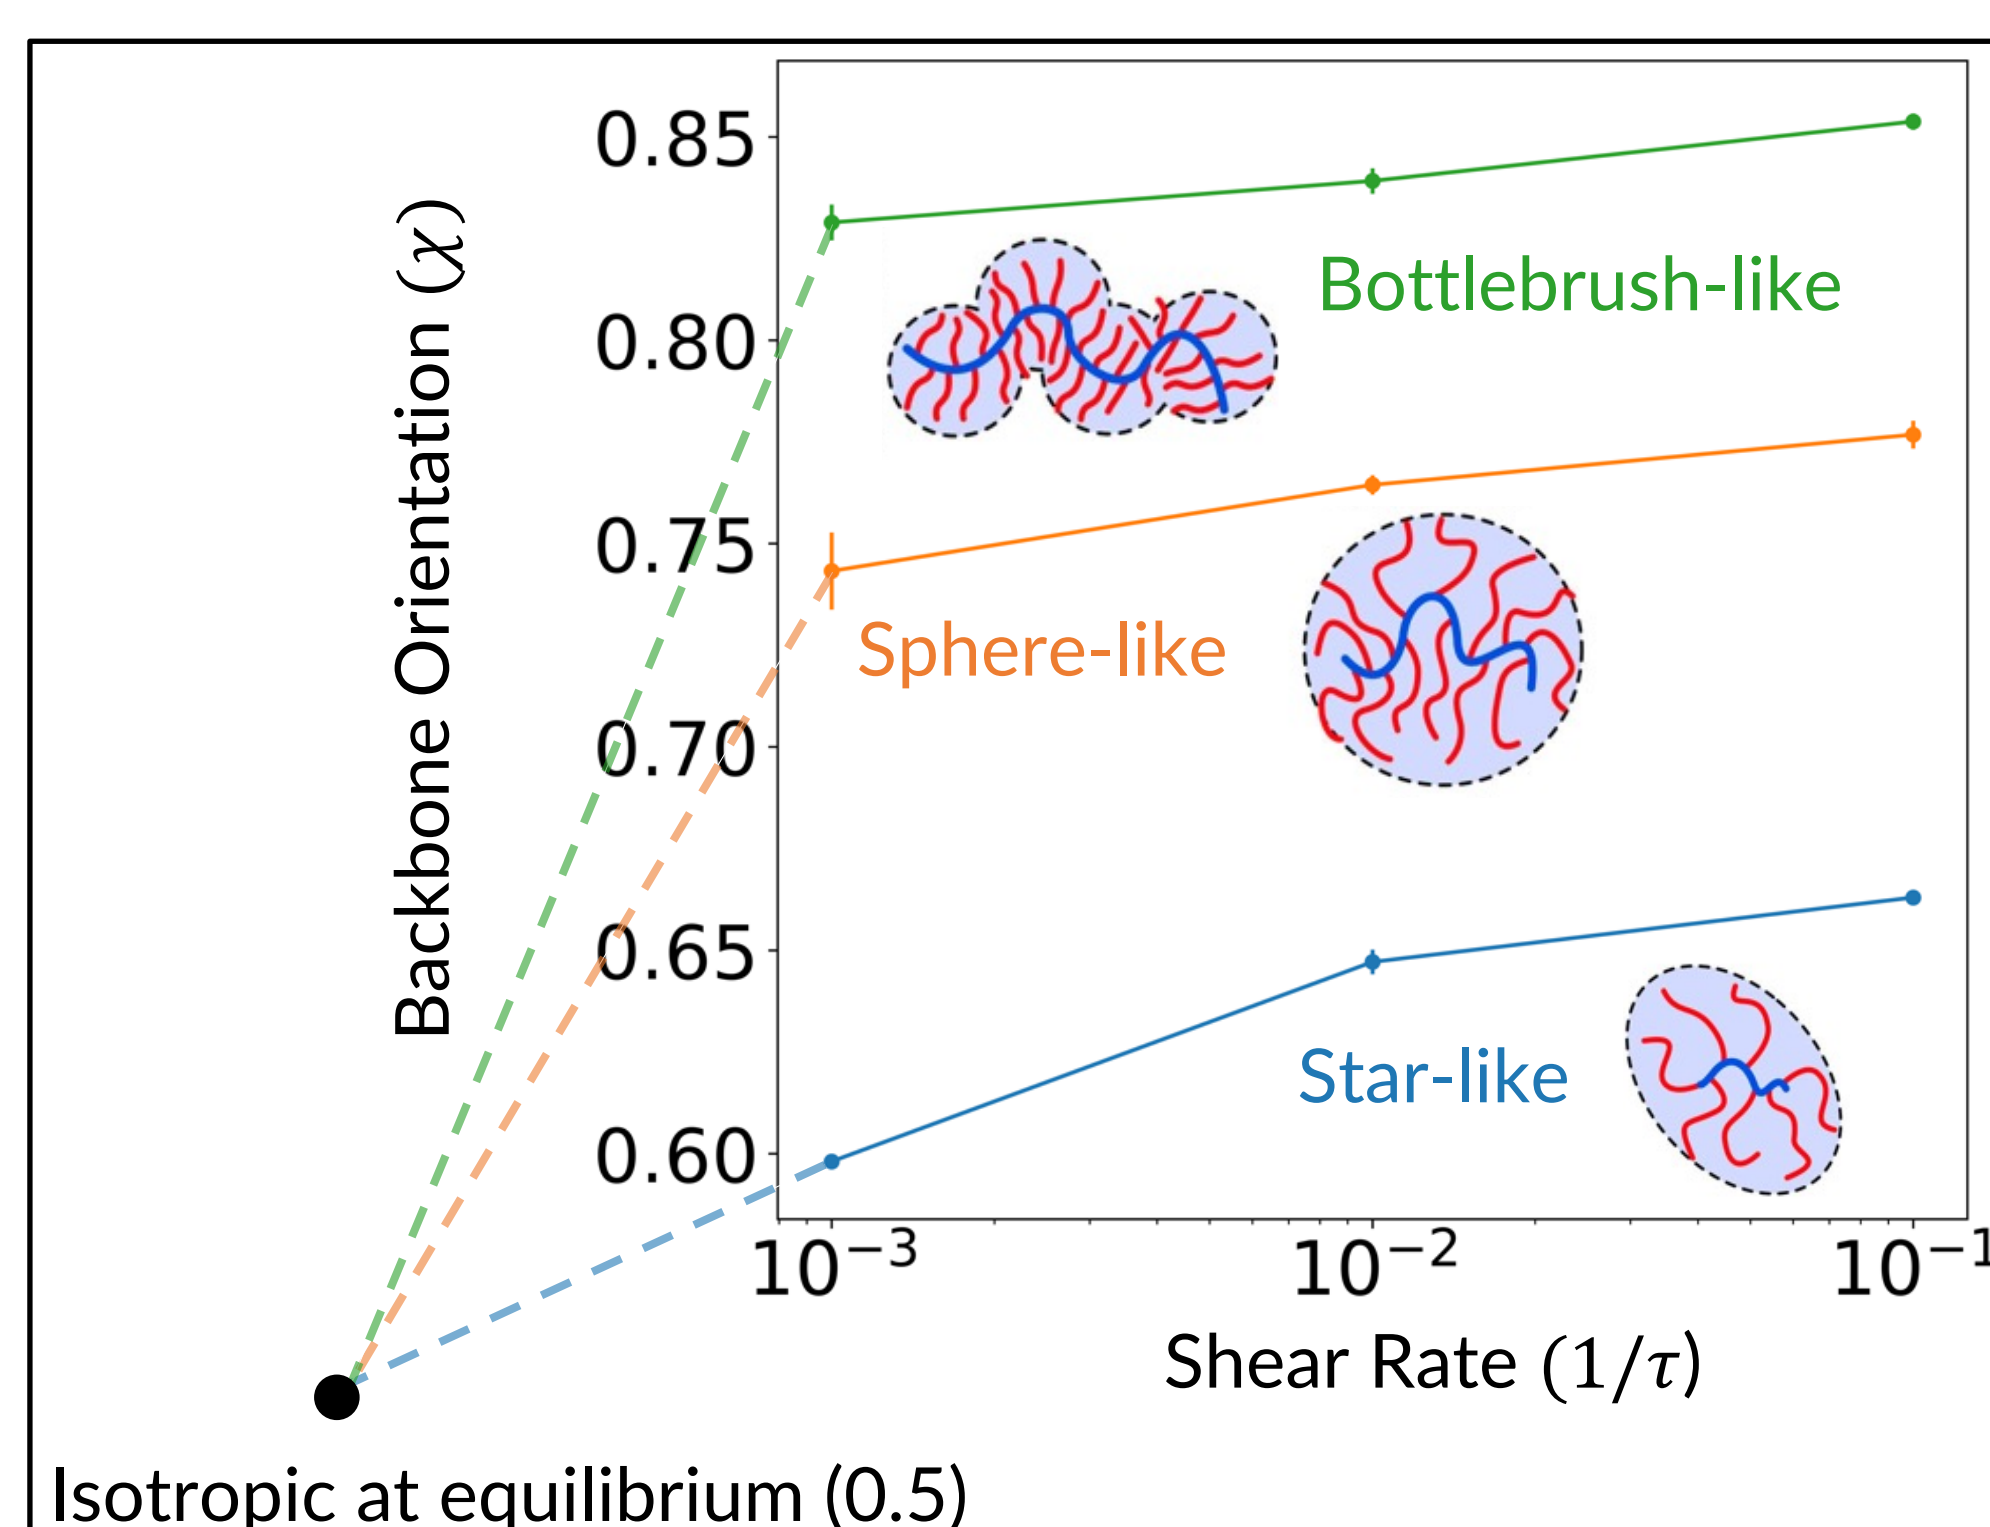 Backbone Orientation (χ)
0.85
0.80
0.75
0.70
0.65
0.60
Bottlebrush-like
Sphere-like
Star-like
10⁻³ 10⁻² 10⁻¹
Shear Rate (1/τ)
Isotropic at equilibrium (0.5)